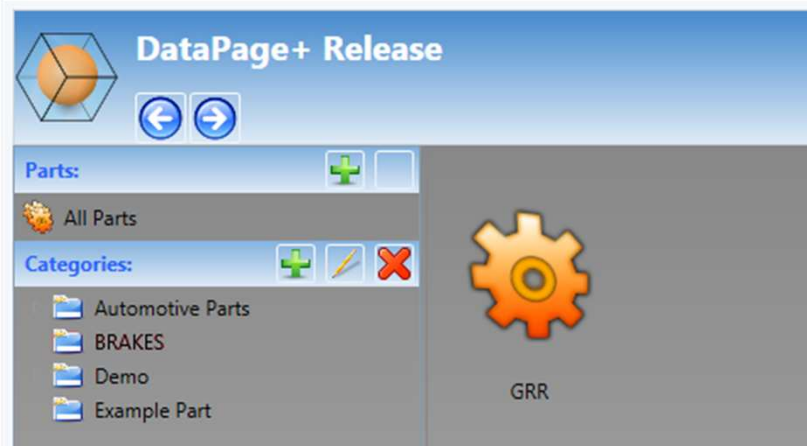 DataPage+ Release
Parts:
All Parts
Categories:
Automotive Parts
BRAKES
Demo
Example Part
GRR